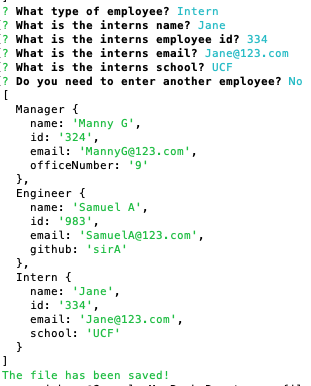 ? What type of employee? Intern
? What is the interns name? Jane
? What is the interns employee id? 334
? What is the interns email? Jane@123.com
? What is the interns school? UCF
? Do you need to enter another employee? No
[
  Manager {
    name: 'Manny G',
    id: '324',
    email: 'MannyG@123.com',
    officeNumber: '9'
  },
  Engineer {
    name: 'Samuel A',
    id: '983',
    email: 'SamuelA@123.com',
    github: 'sirA'
  },
  Intern {
    name: 'Jane',
    id: '334',
    email: 'Jane@123.com',
    school: 'UCF'
  }
]
The file has been saved!